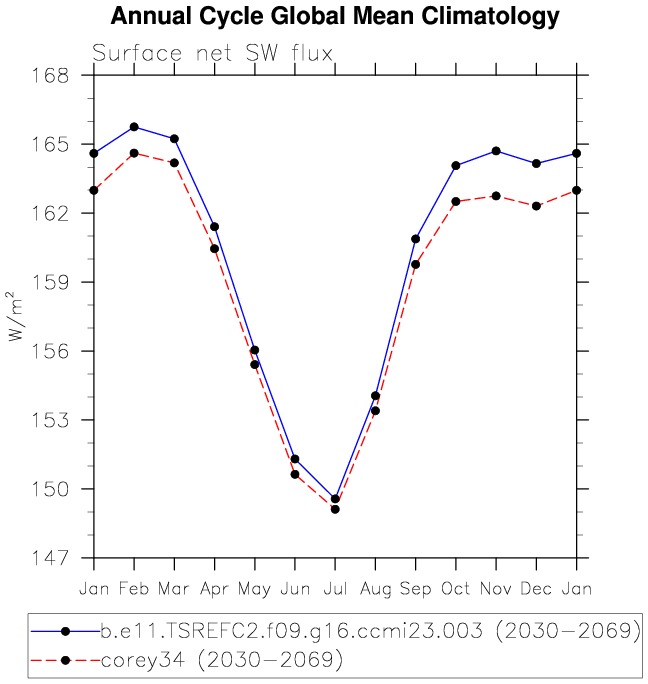 Annual Cycle Global Mean Climatology
Surface net SW flux
168
165
162
159
156
153
150
147
W/m²
Jan Feb Mar Apr May Jun Jul Aug Sep Oct Nov Dec Jan
b.e11.TSREFC2.f09.g16.ccmi23.003 (2030−2069)
corey34 (2030−2069)